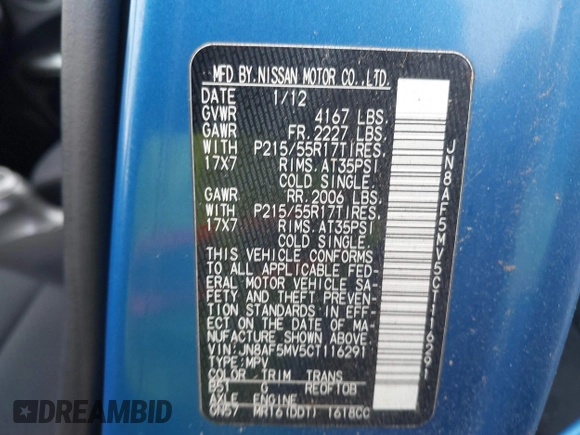 MFD BY.NISSAN MOTOR CO.,LTD.
DATE 1/12
GVWR 4167 LBS.
GAWR FR.2227 LBS.
WITH P215/55R17TIRES.
17X7 RIMS.AT35PSI
COLD SINGLE.
GAWR RR.2006 LBS.
WITH P215/55R17TIRES.
17X7 RIMS.AT35PSI
COLD SINGLE.
THIS VEHICLE CONFORMS
TO ALL APPLICABLE FED-
ERAL MOTOR VEHICLE SA-
FETY AND THEFT PREVEN-
TION STANDARDS IN EFF-
ECT ON THE DATE OF MA-
NUFACTURE SHOWN ABOVE.
VIN:JN8AF5MV5CT116291
TYPE:MPV
COLOR TRIM TRANS
B51 G RE0F10B
AXLE ENGINE
GN57 MR16(DDT) 1618CC
JN8AF5MV5CT116291
DREAMBID
dreambid.com